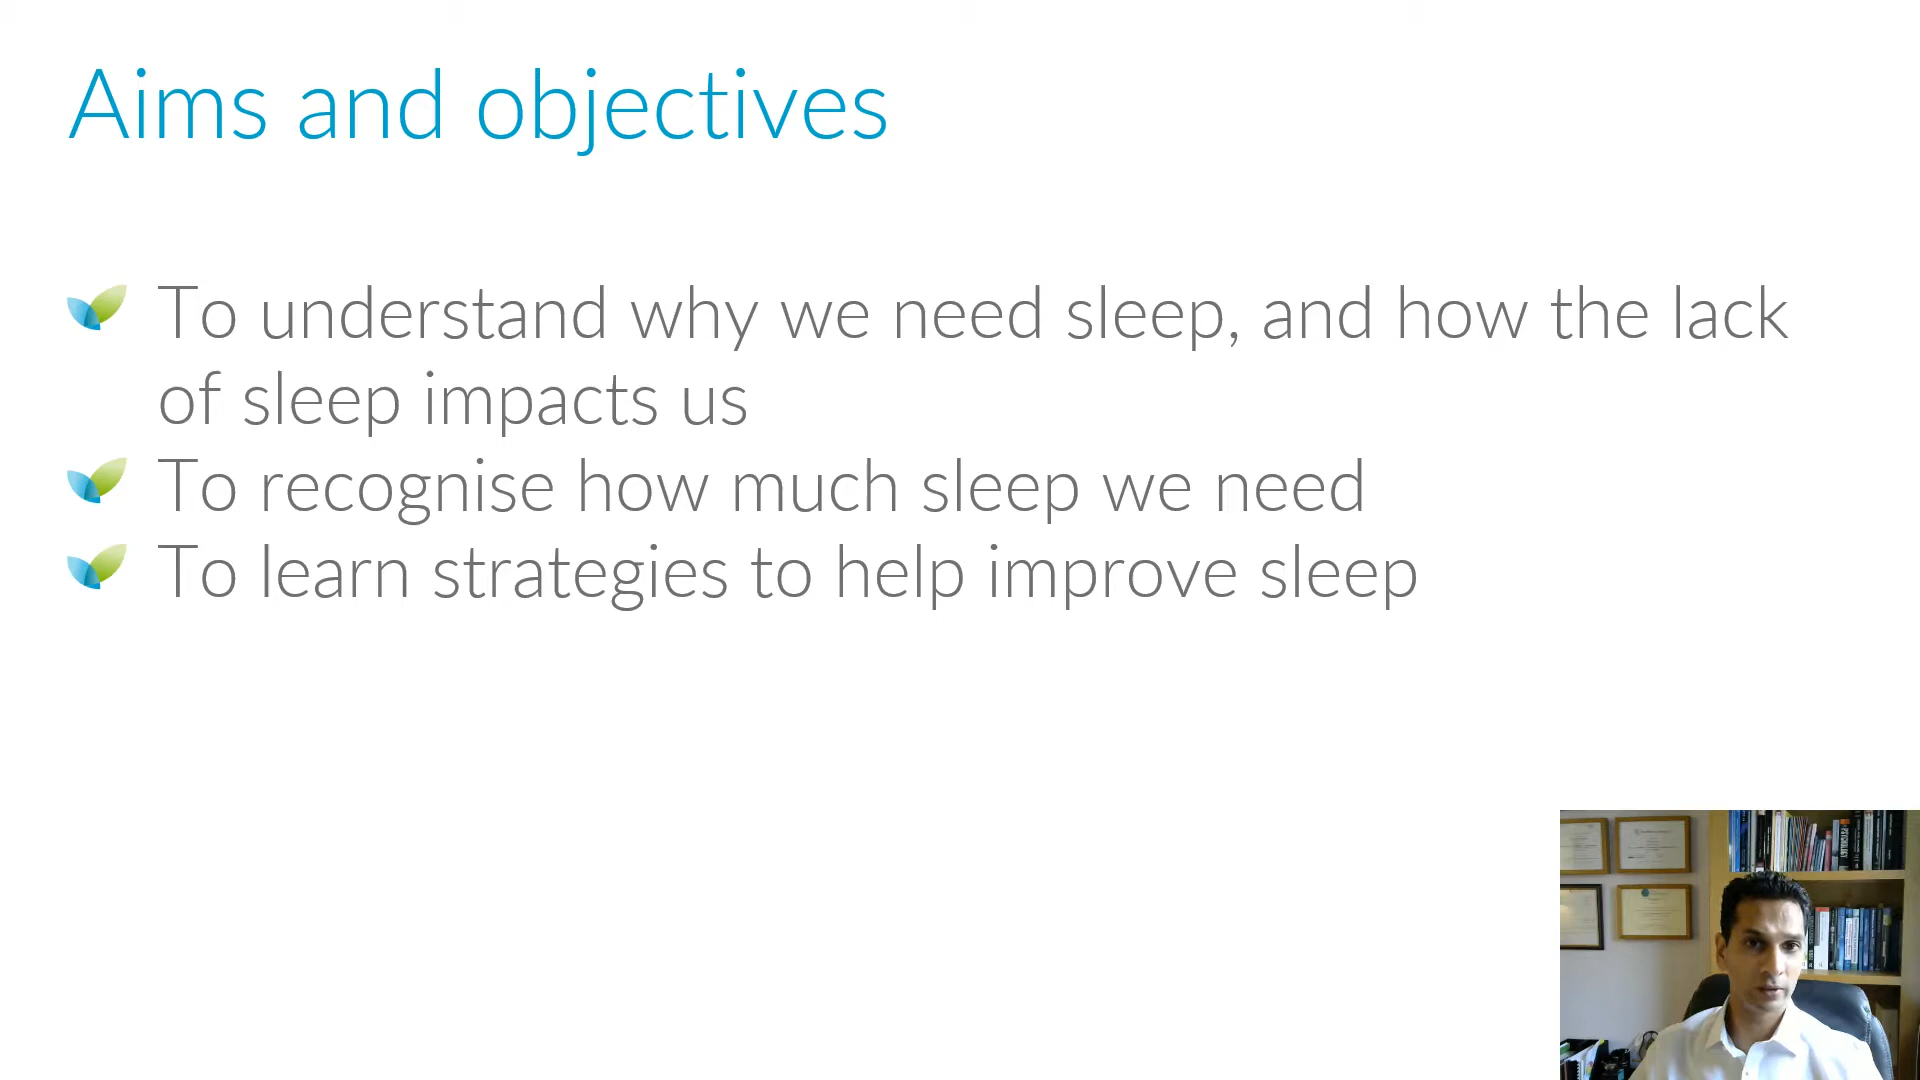 Aims and objectives
To understand why we need sleep, and how the lack
of sleep impacts us
To recognise how much sleep we need
To learn strategies to help improve sleep